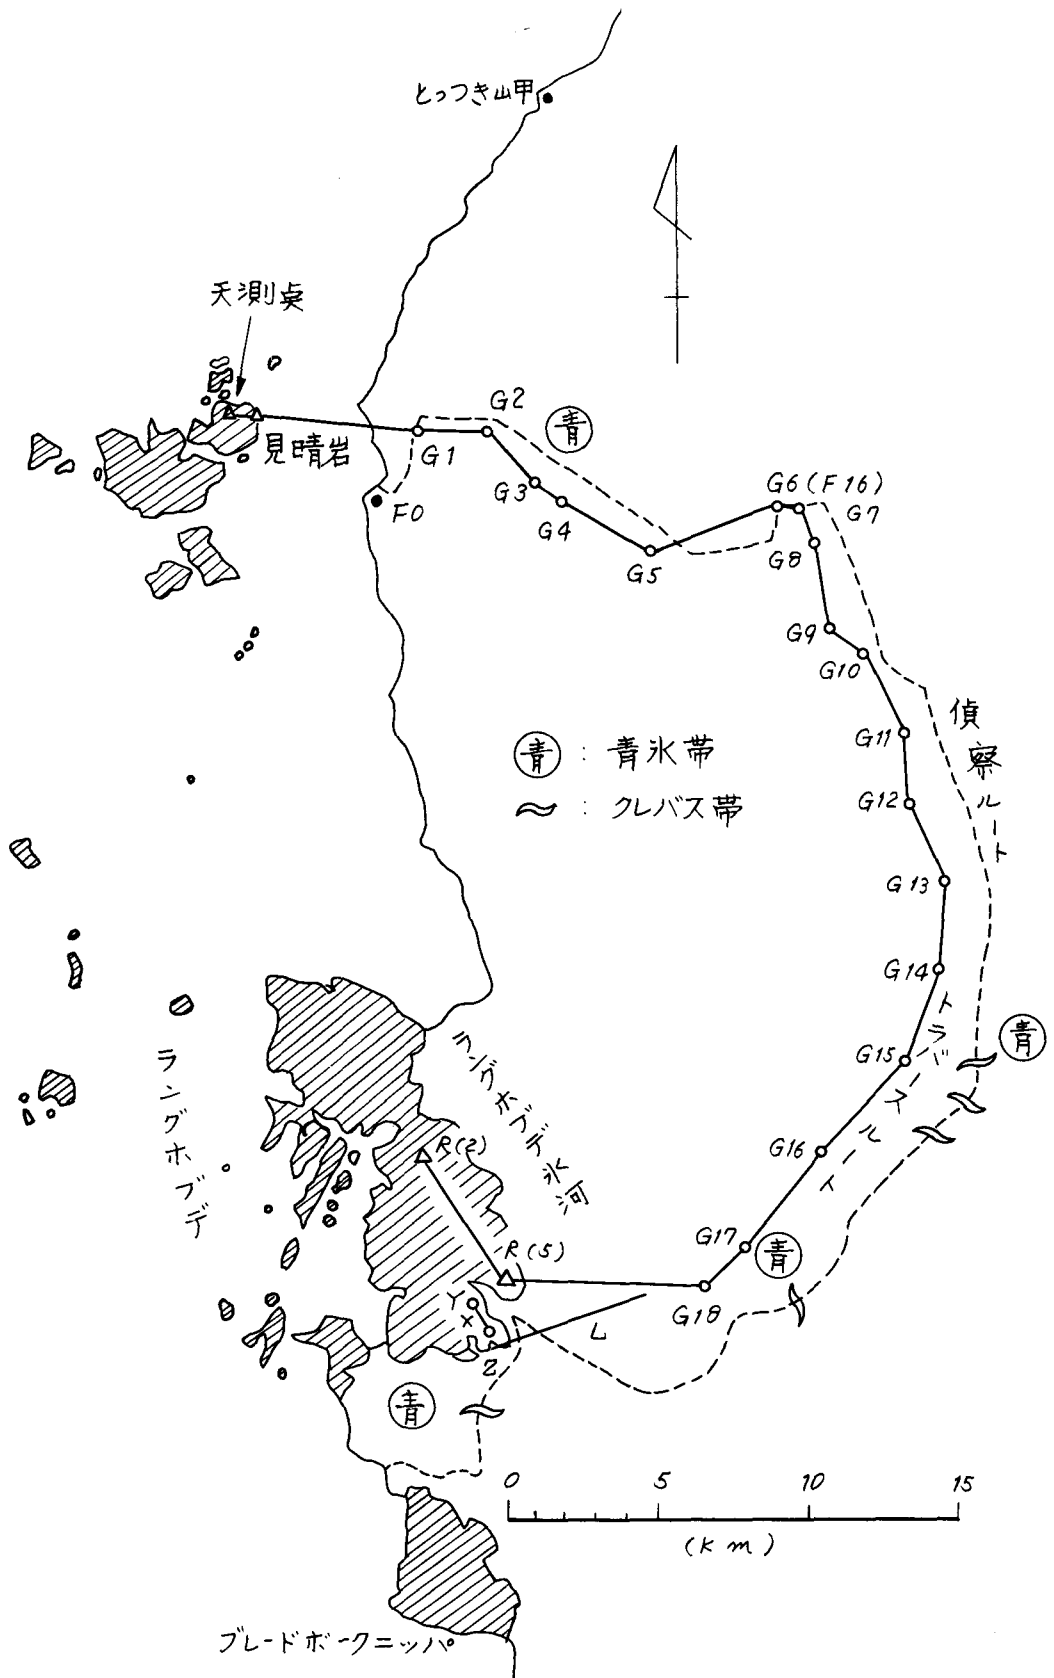 とっつき岬
天測点
見晴岩
G1
G2
青
F0
G3
G4
G5
G6(F16)
G7
G8
G9
G10
G11
G12
G13
G14
G15
G16
G17
G18
偵察ルート
青 : 青氷帯
: クレバス帯
トラバースルート
青
青
ラングホブデ
ラングホブデ氷河
R(2)
R(5)
Y
X
Z
L
青
0 5 10 15
(km)
ブレードボークニッパ